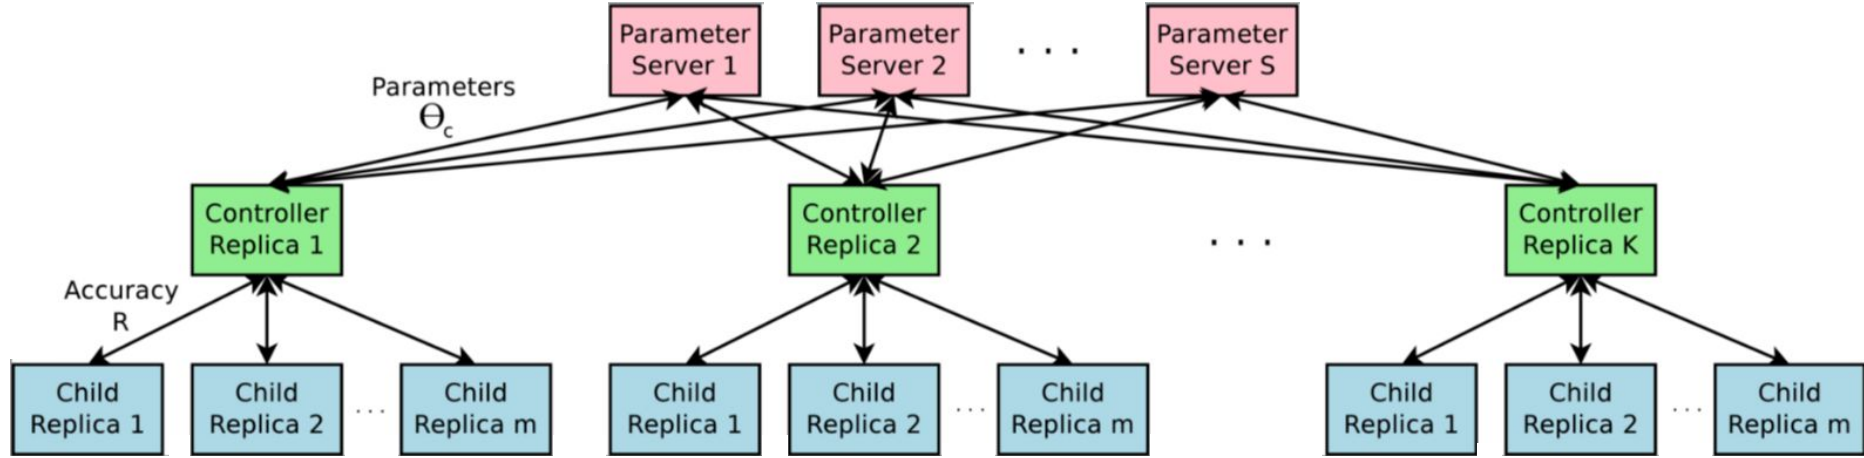 Parameter
Server 1
Parameter
Server 2
. . .
Parameter
Server S
Parameters
Θc
Controller
Replica 1
Controller
Replica 2
. . .
Controller
Replica K
Accuracy
R
Child
Replica 1
Child
Replica 2
...
Child
Replica m
Child
Replica 1
Child
Replica 2
...
Child
Replica m
Child
Replica 1
Child
Replica 2
...
Child
Replica m